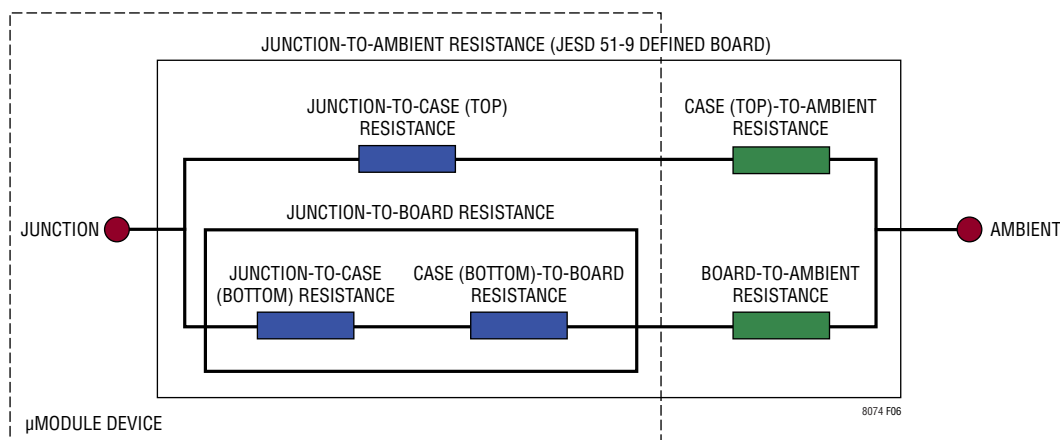 JUNCTION-TO-AMBIENT RESISTANCE (JESD 51-9 DEFINED BOARD)
JUNCTION-TO-CASE (TOP)
RESISTANCE
CASE (TOP)-TO-AMBIENT
RESISTANCE
JUNCTION-TO-BOARD RESISTANCE
JUNCTION
AMBIENT
JUNCTION-TO-CASE
(BOTTOM) RESISTANCE
CASE (BOTTOM)-TO-BOARD
RESISTANCE
BOARD-TO-AMBIENT
RESISTANCE
8074 F06
µMODULE DEVICE